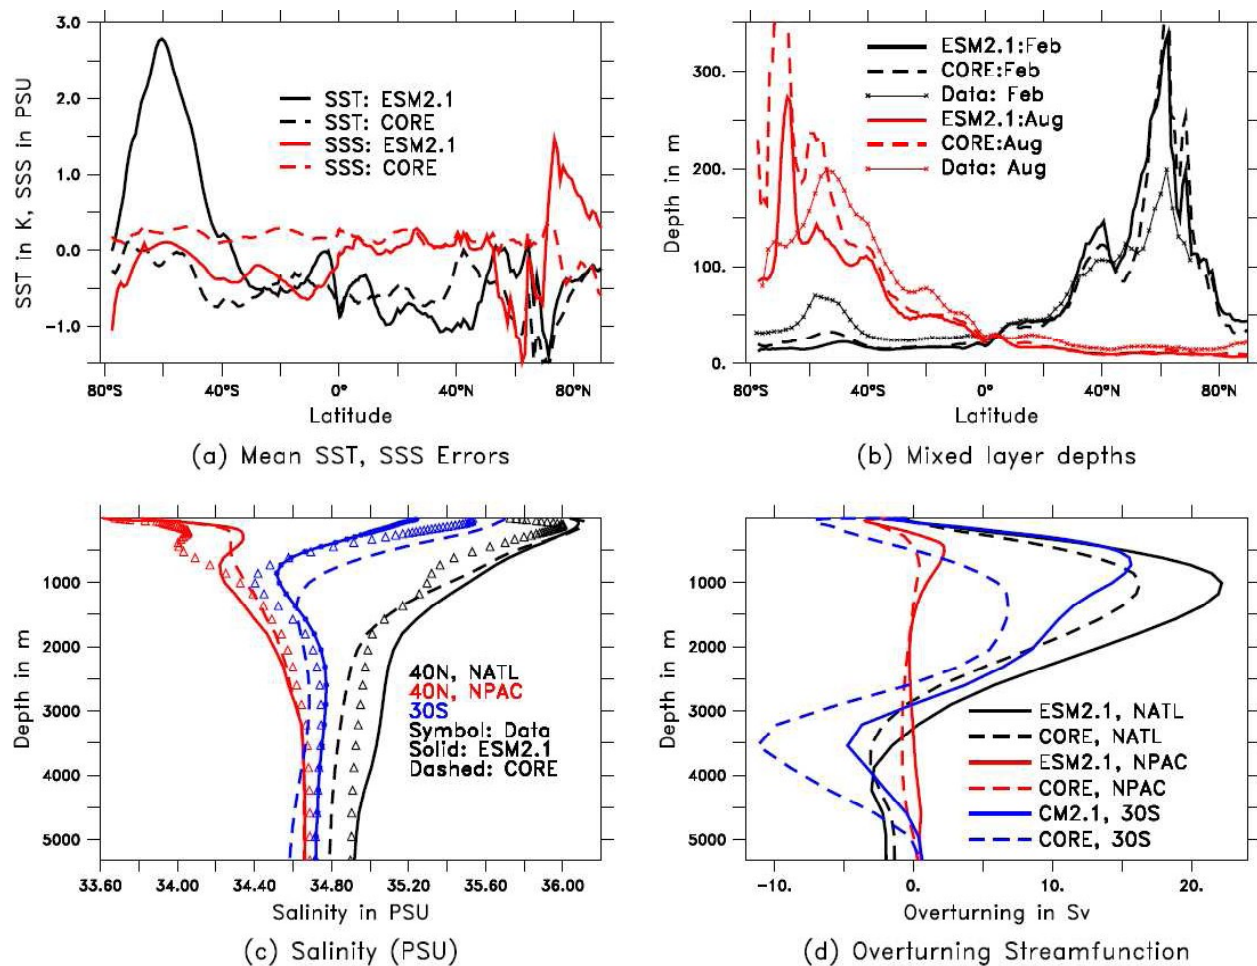 3.0
2.0
1.0
0.0
-1.0
SST in K, SSS in PSU
SST: ESM2.1
SST: CORE
SSS: ESM2.1
SSS: CORE
80°S 40°S 0° 40°N 80°N
Latitude
(a) Mean SST, SSS Errors
300.
200.
100.
0.
Depth in m
ESM2.1:Feb
CORE:Feb
Data: Feb
ESM2.1:Aug
CORE:Aug
Data: Aug
80°S 40°S 0° 40°N 80°N
Latitude
(b) Mixed layer depths
1000
2000
3000
4000
5000
Depth in m
40N, NATL
40N, NPAC
30S
Symbol: Data
Solid: ESM2.1
Dashed: CORE
33.60 34.00 34.40 34.80 35.20 35.60 36.00
Salinity in PSU
(c) Salinity (PSU)
1000
2000
3000
4000
5000
Depth in m
ESM2.1, NATL
CORE, NATL
ESM2.1, NPAC
CORE, NPAC
CM2.1, 30S
CORE, 30S
-10. 0. 10. 20.
Overturning in Sv
(d) Overturning Streamfunction